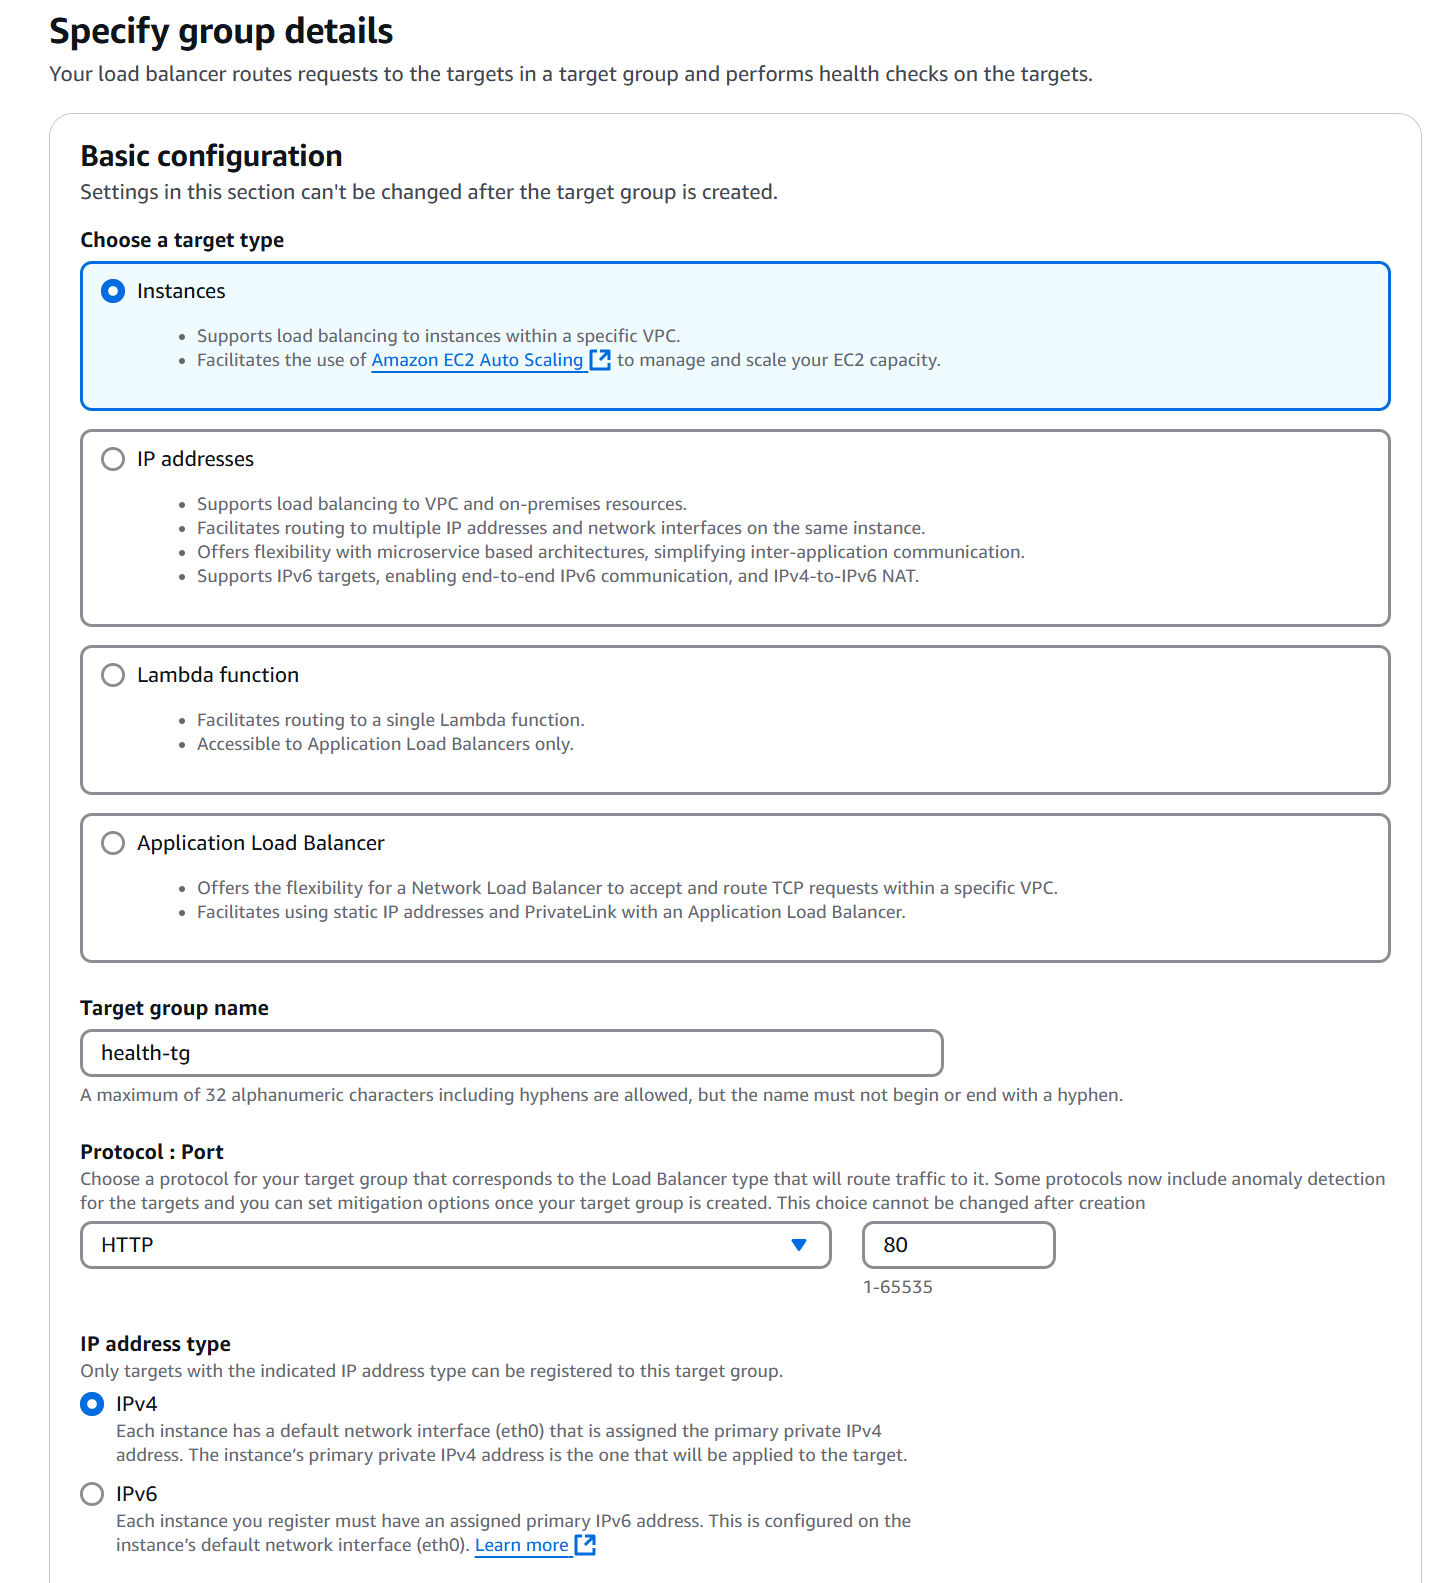 Specify group details
Your load balancer routes requests to the targets in a target group and performs health checks on the targets.
Basic configuration
Settings in this section can't be changed after the target group is created.
Choose a target type
Instances
• Supports load balancing to instances within a specific VPC.
• Facilitates the use of Amazon EC2 Auto Scaling to manage and scale your EC2 capacity.
IP addresses
• Supports load balancing to VPC and on-premises resources.
• Facilitates routing to multiple IP addresses and network interfaces on the same instance.
• Offers flexibility with microservice based architectures, simplifying inter-application communication.
• Supports IPv6 targets, enabling end-to-end IPv6 communication, and IPv4-to-IPv6 NAT.
Lambda function
• Facilitates routing to a single Lambda function.
• Accessible to Application Load Balancers only.
Application Load Balancer
• Offers the flexibility for a Network Load Balancer to accept and route TCP requests within a specific VPC.
• Facilitates using static IP addresses and PrivateLink with an Application Load Balancer.
Target group name
health-tg
A maximum of 32 alphanumeric characters including hyphens are allowed, but the name must not begin or end with a hyphen.
Protocol : Port
Choose a protocol for your target group that corresponds to the Load Balancer type that will route traffic to it. Some protocols now include anomaly detection
for the targets and you can set mitigation options once your target group is created. This choice cannot be changed after creation
HTTP
80
1-65535
IP address type
Only targets with the indicated IP address type can be registered to this target group.
IPv4
Each instance has a default network interface (eth0) that is assigned the primary private IPv4
address. The instance’s primary private IPv4 address is the one that will be applied to the target.
IPv6
Each instance you register must have an assigned primary IPv6 address. This is configured on the
instance’s default network interface (eth0). Learn more